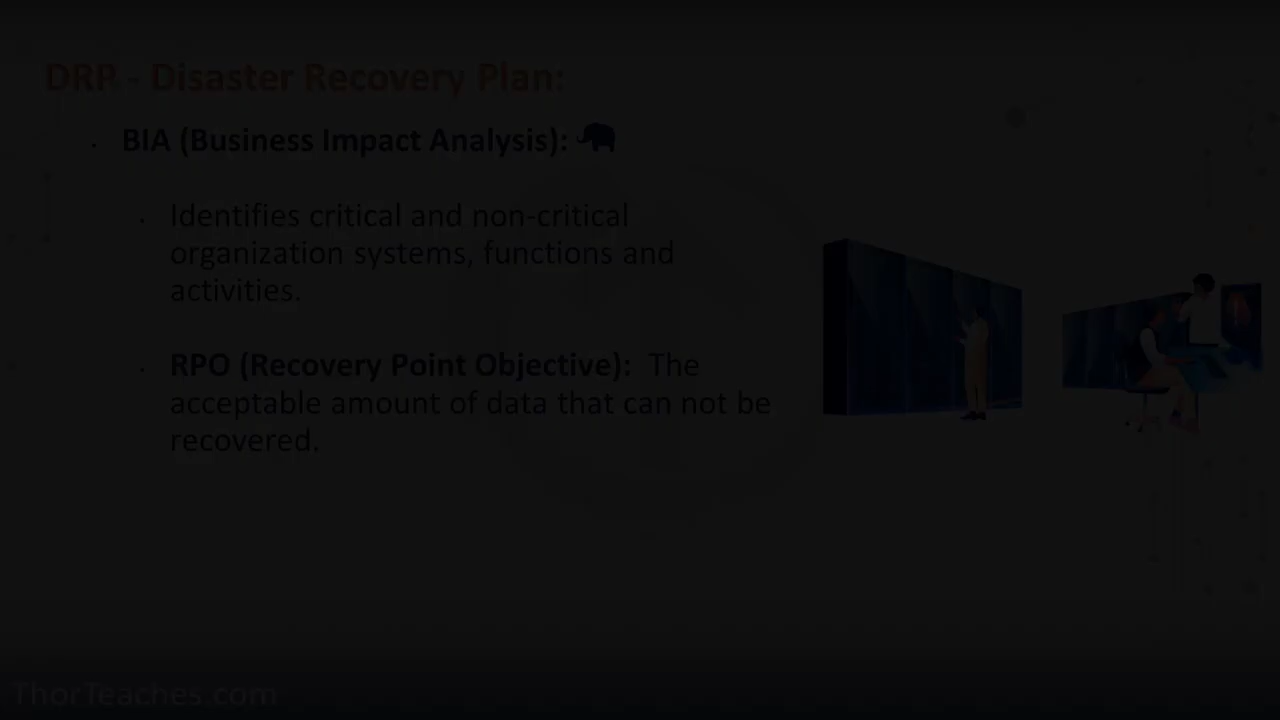 DRP - Disaster Recovery Plan:
BIA (Business Impact Analysis):
Identifies critical and non-critical
organization systems, functions and
activities.
RPO (Recovery Point Objective): The
acceptable amount of data that can not be
recovered.
ThorTeaches.com